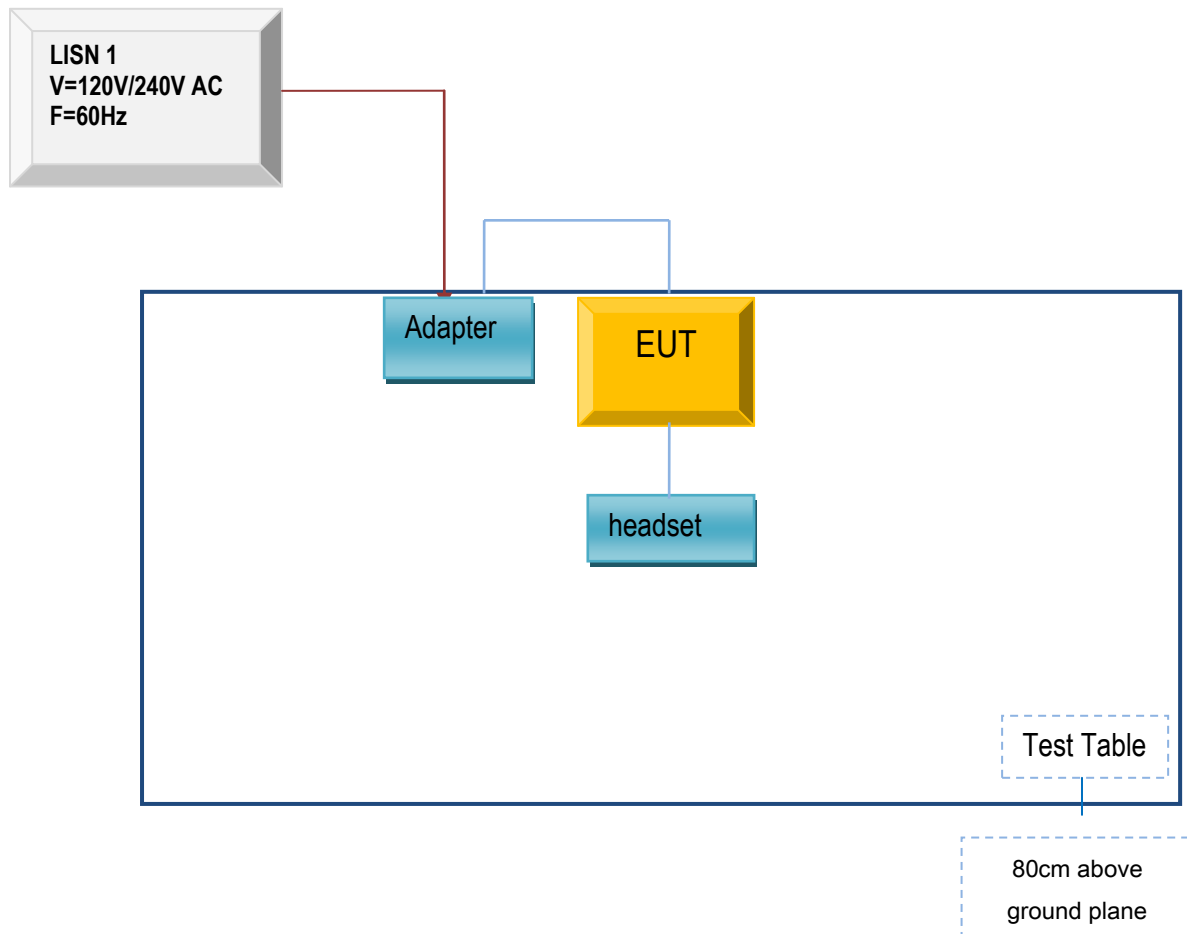 LISN 1
V=120V/240V AC
F=60Hz
Adapter
EUT
headset
Test Table
80cm above
ground plane